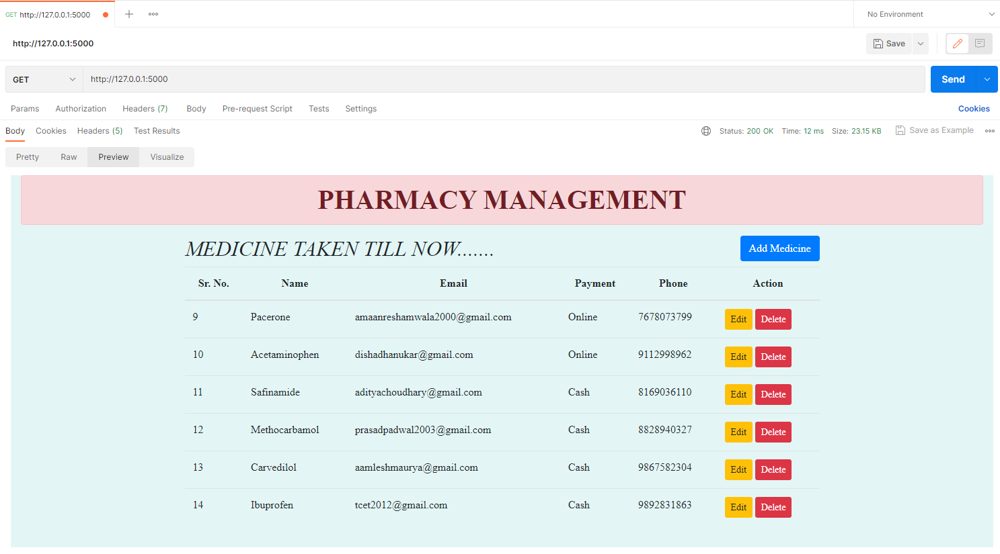 GET http://127.0.0.1:5000 No Environment
http://127.0.0.1:5000 Save
GET http://127.0.0.1:5000 Send
Params Authorization Headers (7) Body Pre-request Script Tests Settings Cookies
Body Cookies Headers (5) Test Results Status: 200 OK Time: 12 ms Size: 23.15 KB Save as Example
Pretty Raw Preview Visualize
PHARMACY MANAGEMENT
MEDICINE TAKEN TILL NOW....... Add Medicine
Sr. No. Name Email Payment Phone Action
9 Pacerone amaanreshamwala2000@gmail.com Online 7678073799 Edit Delete
10 Acetaminophen dishadhanukar@gmail.com Online 9112998962 Edit Delete
11 Safinamide adityachoudhary@gmail.com Cash 8169036110 Edit Delete
12 Methocarbamol prasadpadwal2003@gmail.com Cash 8828940327 Edit Delete
13 Carvedilol aamleshmaurya@gmail.com Cash 9867582304 Edit Delete
14 Ibuprofen tcet2012@gmail.com Cash 9892831863 Edit Delete